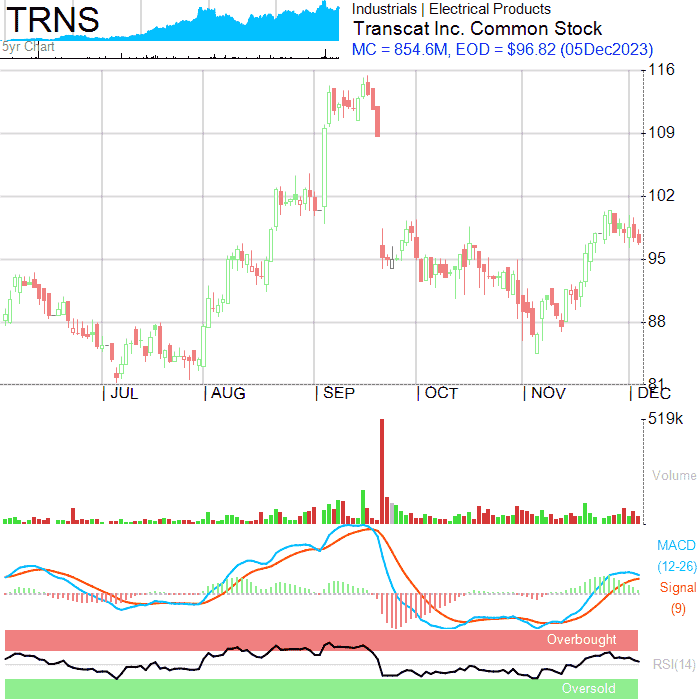 TRNS
5yr Chart
Industrials | Electrical Products
Transcat Inc. Common Stock
MC = 854.6M, EOD = $96.82 (05Dec2023)
116
109
102
95
88
81
JUL AUG SEP OCT NOV DEC
519k
Volume
MACD
(12-26)
Signal
(9)
Overbought
RSI(14)
Oversold